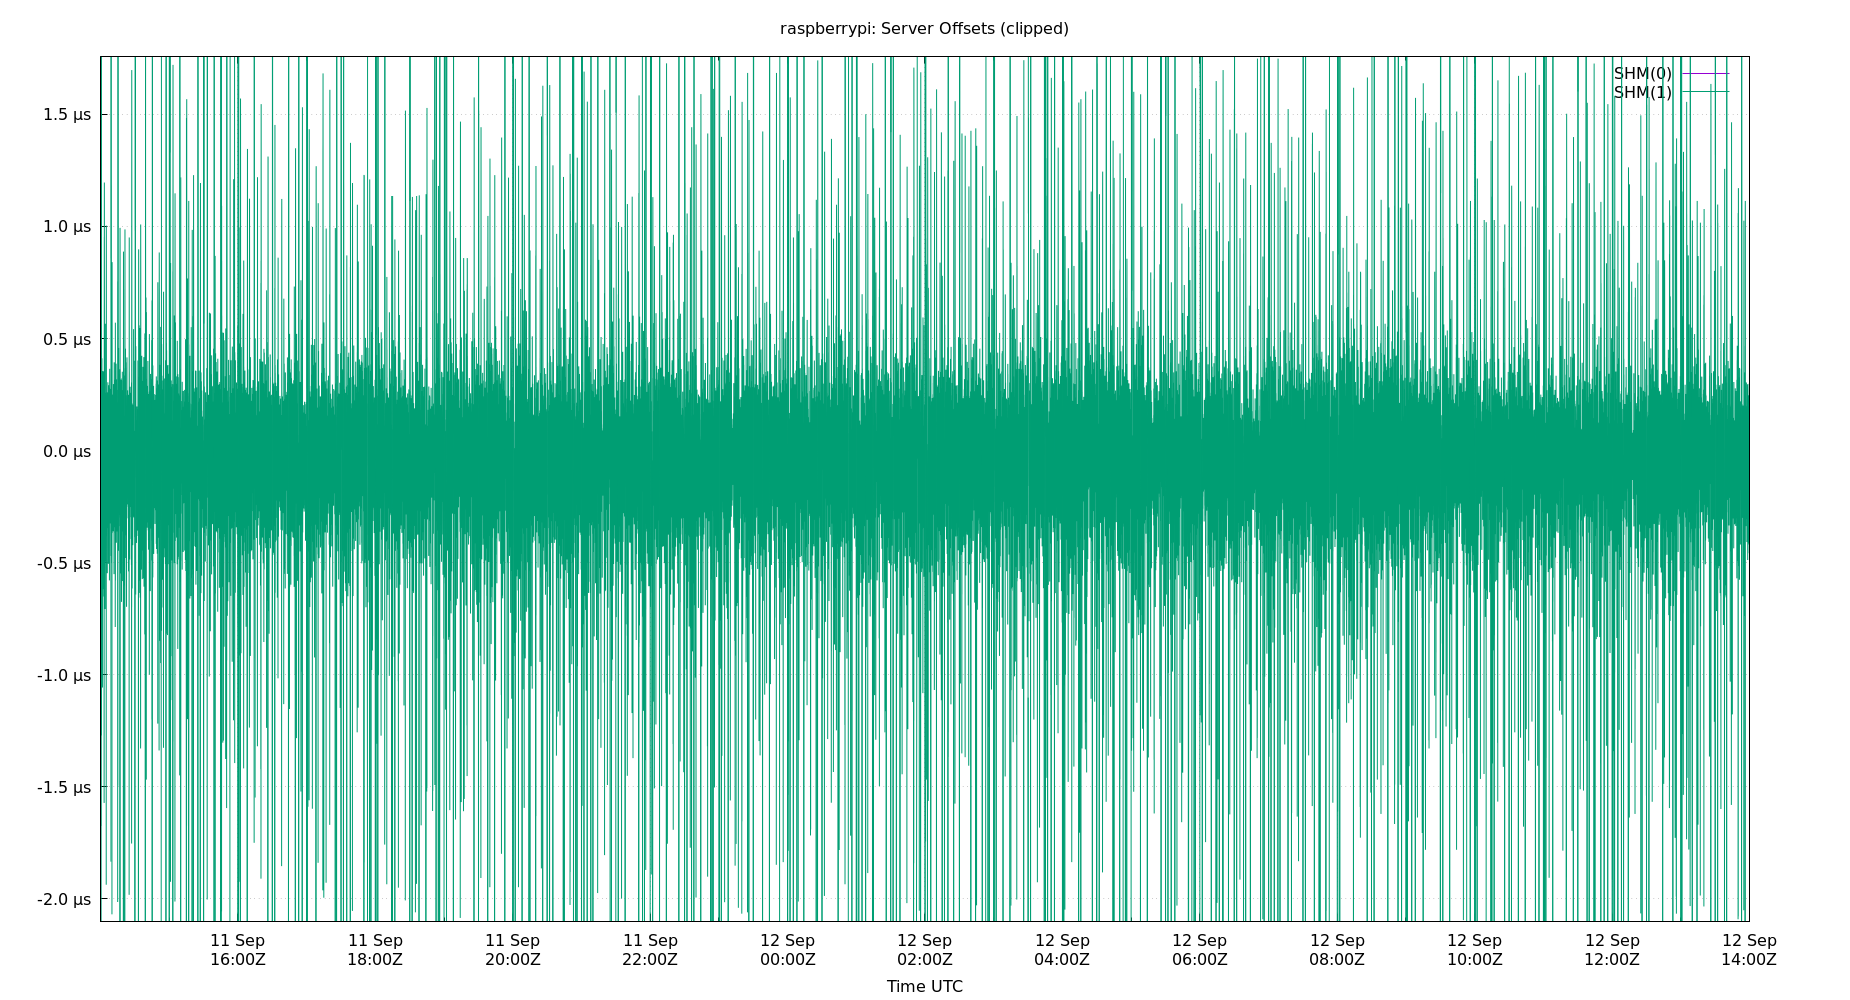 raspberrypi: Server Offsets (clipped)
SHM(0)
SHM(1)
1.5 µs
1.0 µs
0.5 µs
0.0 µs
-0.5 µs
-1.0 µs
-1.5 µs
-2.0 µs
11 Sep 11 Sep 11 Sep 11 Sep 12 Sep 12 Sep 12 Sep 12 Sep 12 Sep 12 Sep 12 Sep 12 Sep
16:00Z 18:00Z 20:00Z 22:00Z 00:00Z 02:00Z 04:00Z 06:00Z 08:00Z 10:00Z 12:00Z 14:00Z
Time UTC